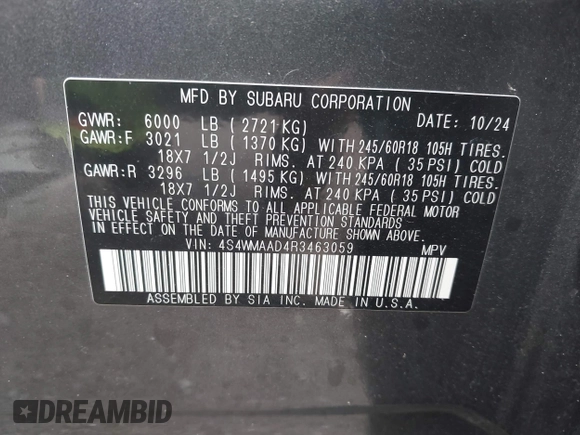 MFD BY SUBARU CORPORATION
GVWR: 6000 LB ( 2721 KG) DATE: 10/24
GAWR:F 3021 LB ( 1370 KG) WITH 245/60R18 105H TIRES.
18X7 1/2J RIMS. AT 240 KPA ( 35 PSI) COLD
GAWR:R 3296 LB ( 1495 KG) WITH 245/60R18 105H TIRES.
18X7 1/2J RIMS. AT 240 KPA ( 35 PSI) COLD
THIS VEHICLE CONFORMS TO ALL APPLICABLE FEDERAL MOTOR
VEHICLE SAFETY AND THEFT PREVENTION STANDARDS
IN EFFECT ON THE DATE OF MANUFACTURE SHOWN ABOVE.
VIN: 4S4WMAAD4R3463059 MPV
ASSEMBLED BY SIA INC. MADE IN U.S.A.
DREAMBID